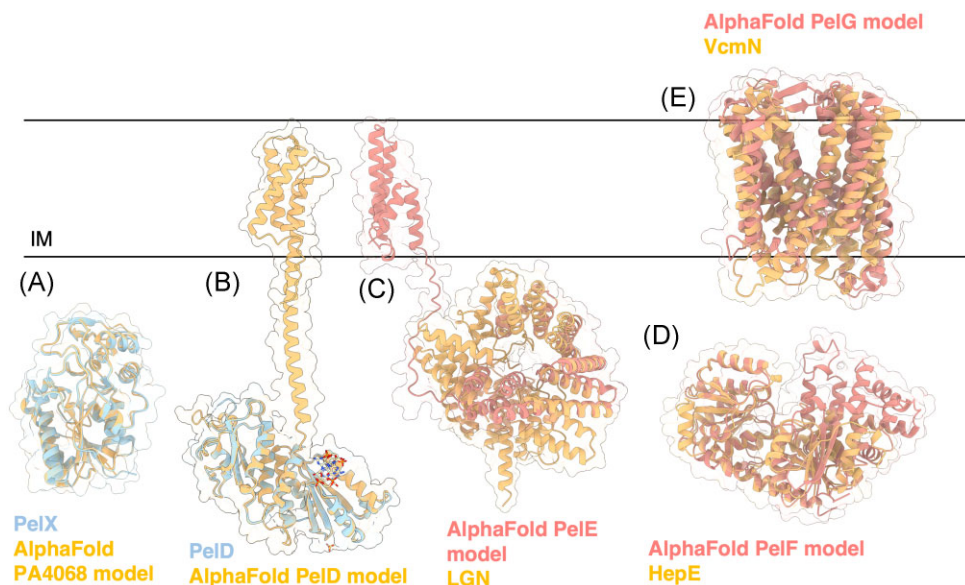 AlphaFold PelG model
VcmN
(E)
IM
(A)
(B)
(C)
(D)
PelX
AlphaFold
PA4068 model
PelD
AlphaFold PelD model
AlphaFold PelE
model
LGN
AlphaFold PelF model
HepE